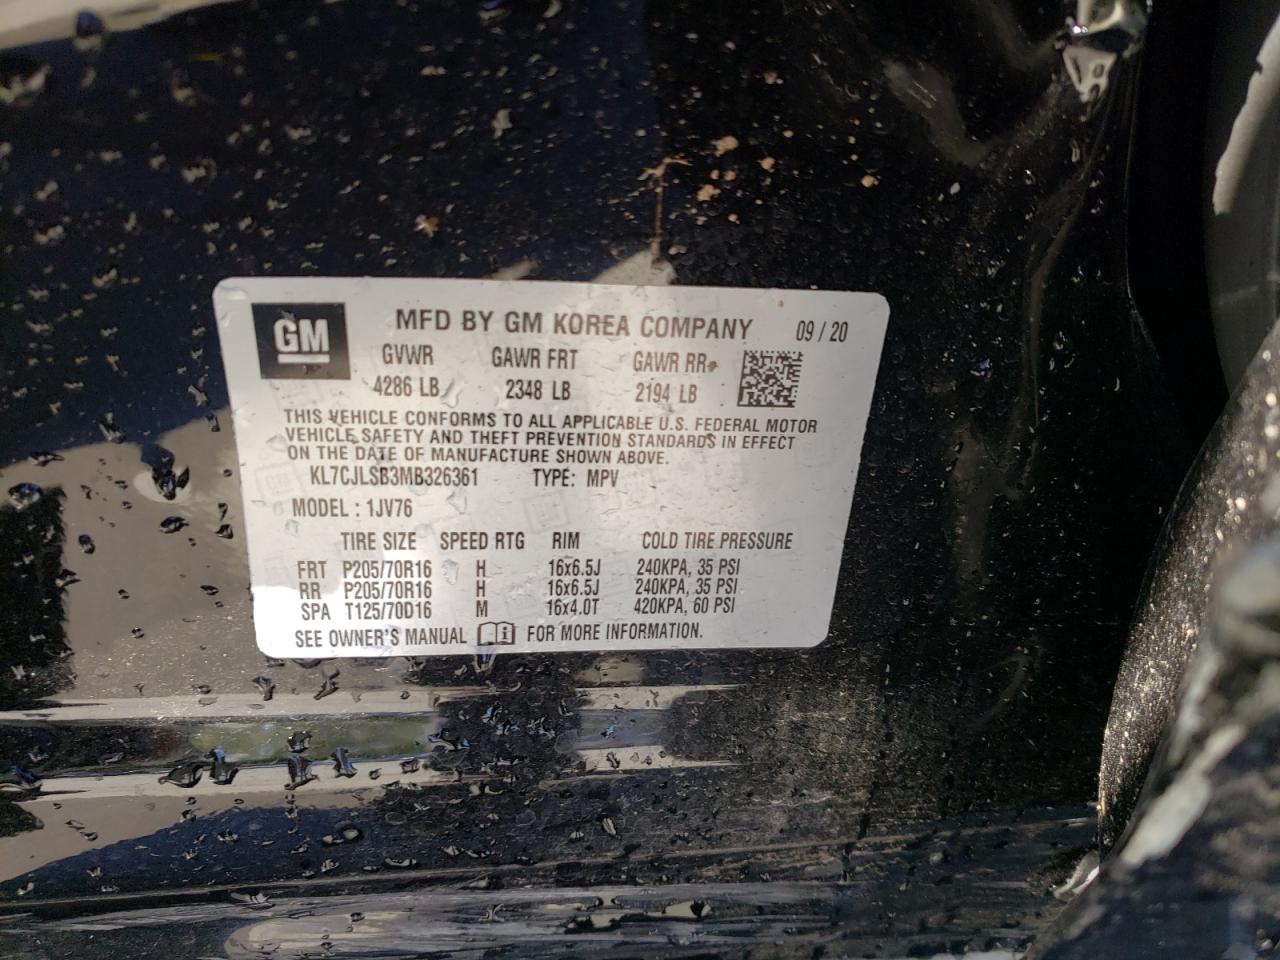 GM
MFD BY GM KOREA COMPANY 09 / 20
GVWR GAWR FRT GAWR RR
4286 LB 2348 LB 2194 LB
THIS VEHICLE CONFORMS TO ALL APPLICABLE U.S. FEDERAL MOTOR
VEHICLE SAFETY AND THEFT PREVENTION STANDARDS IN EFFECT
ON THE DATE OF MANUFACTURE SHOWN ABOVE.
KL7CJLSB3MB326361 TYPE: MPV
MODEL : 1JV76
TIRE SIZE SPEED RTG RIM COLD TIRE PRESSURE
FRT P205/70R16 H 16x6.5J 240KPA, 35 PSI
RR P205/70R16 H 16x6.5J 240KPA, 35 PSI
SPA T125/70D16 M 16x4.0T 420KPA, 60 PSI
SEE OWNER'S MANUAL FOR MORE INFORMATION.